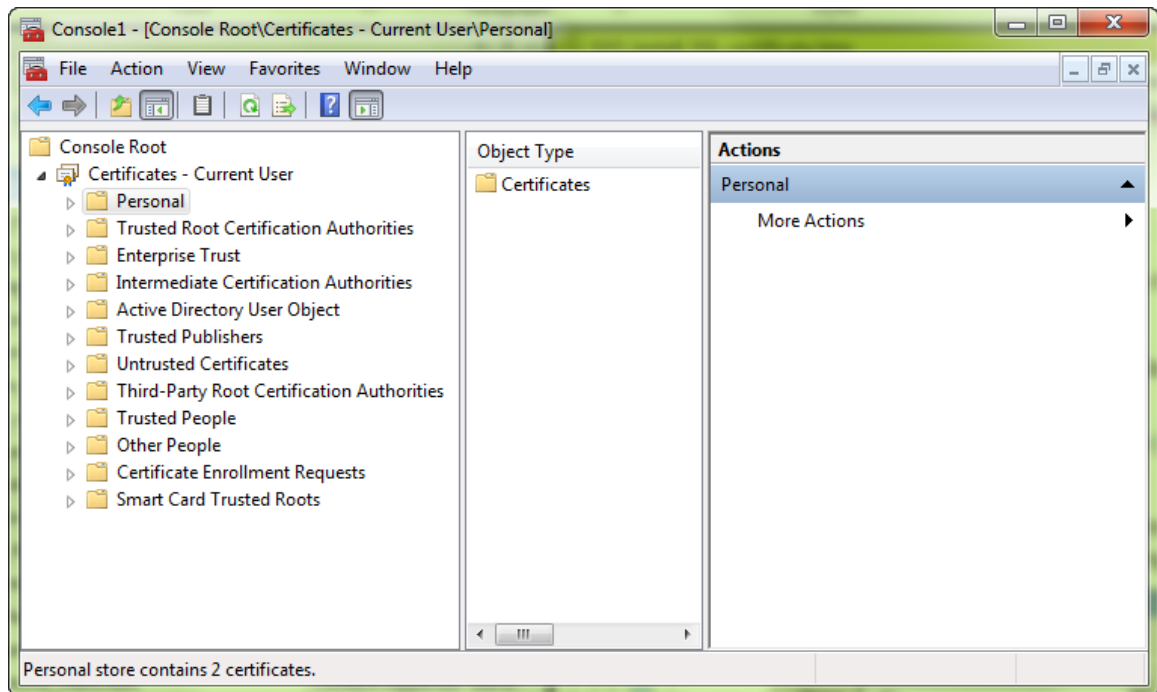 Console1 - [Console Root\Certificates - Current User\Personal]
File Action View Favorites Window Help
Console Root
Certificates - Current User
Personal
Trusted Root Certification Authorities
Enterprise Trust
Intermediate Certification Authorities
Active Directory User Object
Trusted Publishers
Untrusted Certificates
Third-Party Root Certification Authorities
Trusted People
Other People
Certificate Enrollment Requests
Smart Card Trusted Roots
Object Type
Certificates
Actions
Personal
More Actions
Personal store contains 2 certificates.